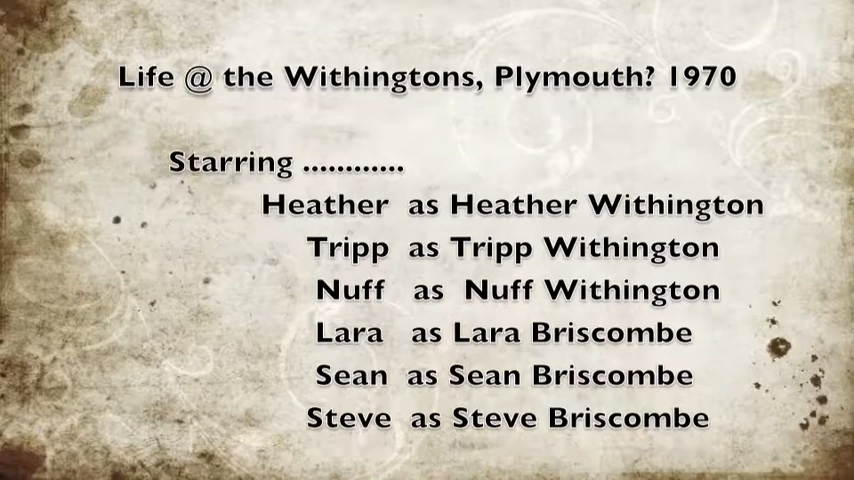 Life @ the Withingtons, Plymouth? 1970
Starring ............
Heather as Heather Withington
Tripp as Tripp Withington
Nuff as Nuff Withington
Lara as Lara Briscombe
Sean as Sean Briscombe
Steve as Steve Briscombe